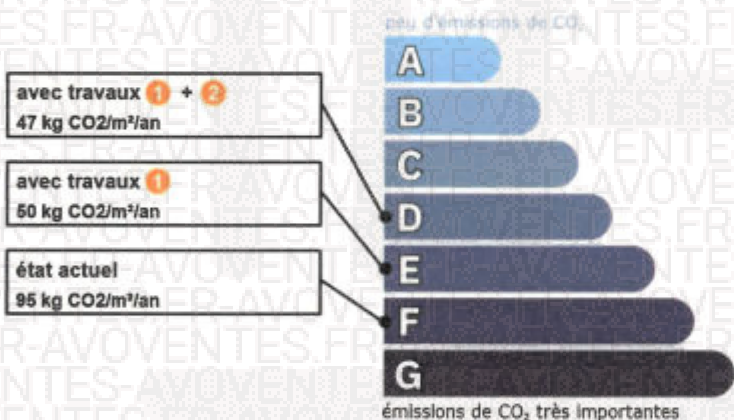 peu d'émissions de CO₂
A
avec travaux 1 + 2
47 kg CO2/m²/an
B
C
avec travaux 1
50 kg CO2/m²/an
D
E
état actuel
95 kg CO2/m²/an
F
G
émissions de CO₂ très importantes